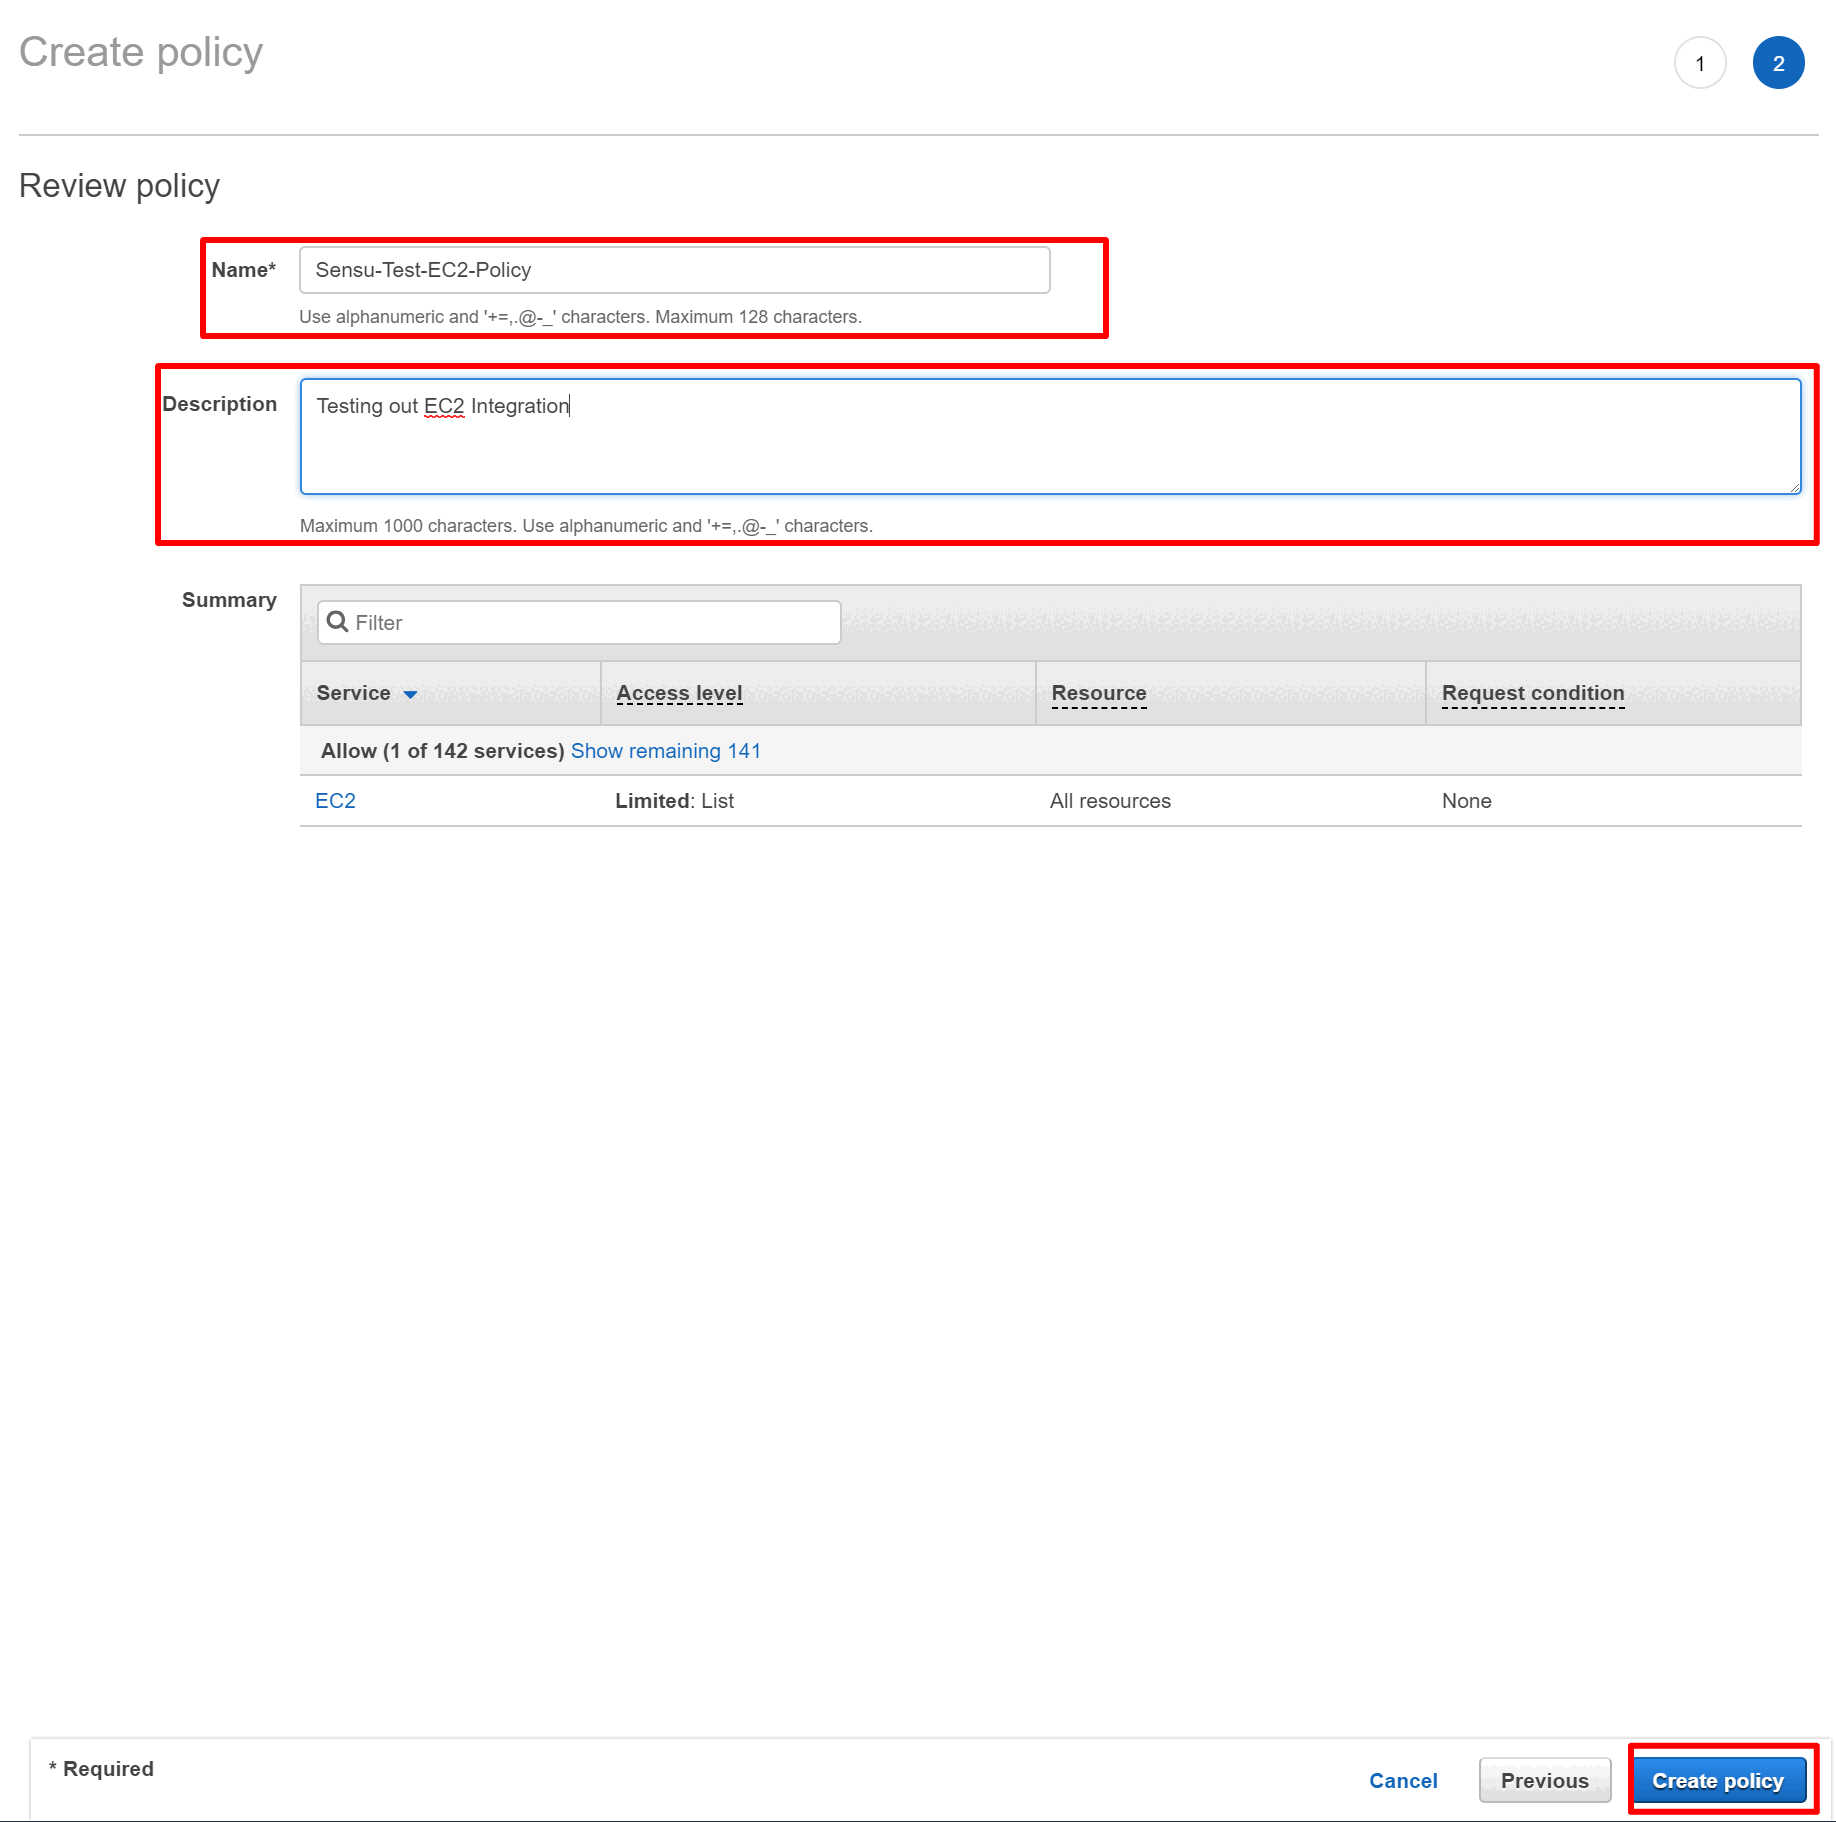 Create policy
1
2
Review policy
Name*
Sensu-Test-EC2-Policy
Use alphanumeric and '+=,.@-_' characters. Maximum 128 characters.
Description
Testing out EC2 Integration
Maximum 1000 characters. Use alphanumeric and '+=,.@-_' characters.
Summary
Filter
Service Access level Resource Request condition
Allow (1 of 142 services) Show remaining 141
EC2 Limited: List All resources None
* Required
Cancel Previous Create policy